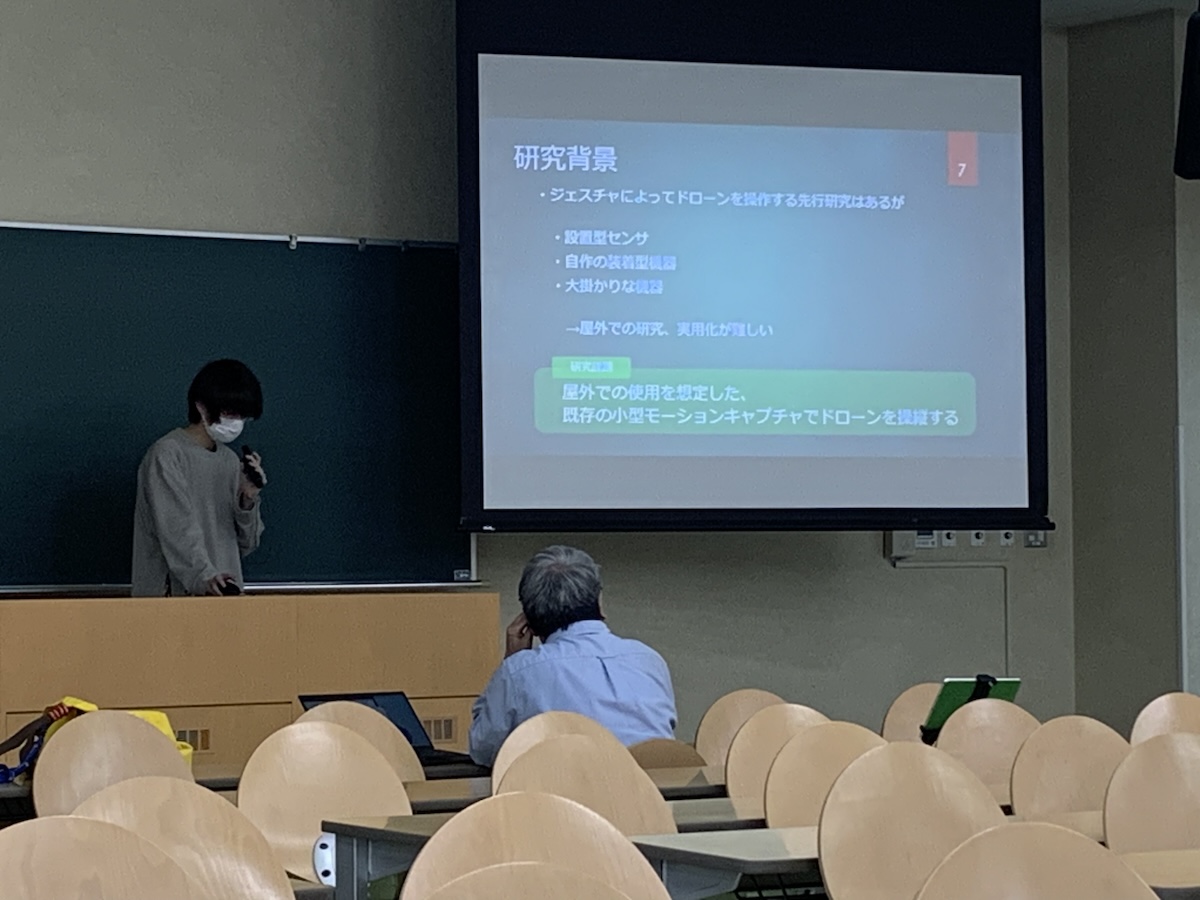 研究背景
7
・ジェスチャによってドローンを操作する先行研究はあるが
・設置型センサ
・自作の装着型機器
・大掛かりな機器
→屋外での研究、実用化が難しい
屋外での使用を想定した、
既存の小型モーションキャプチャでドローンを操縦する